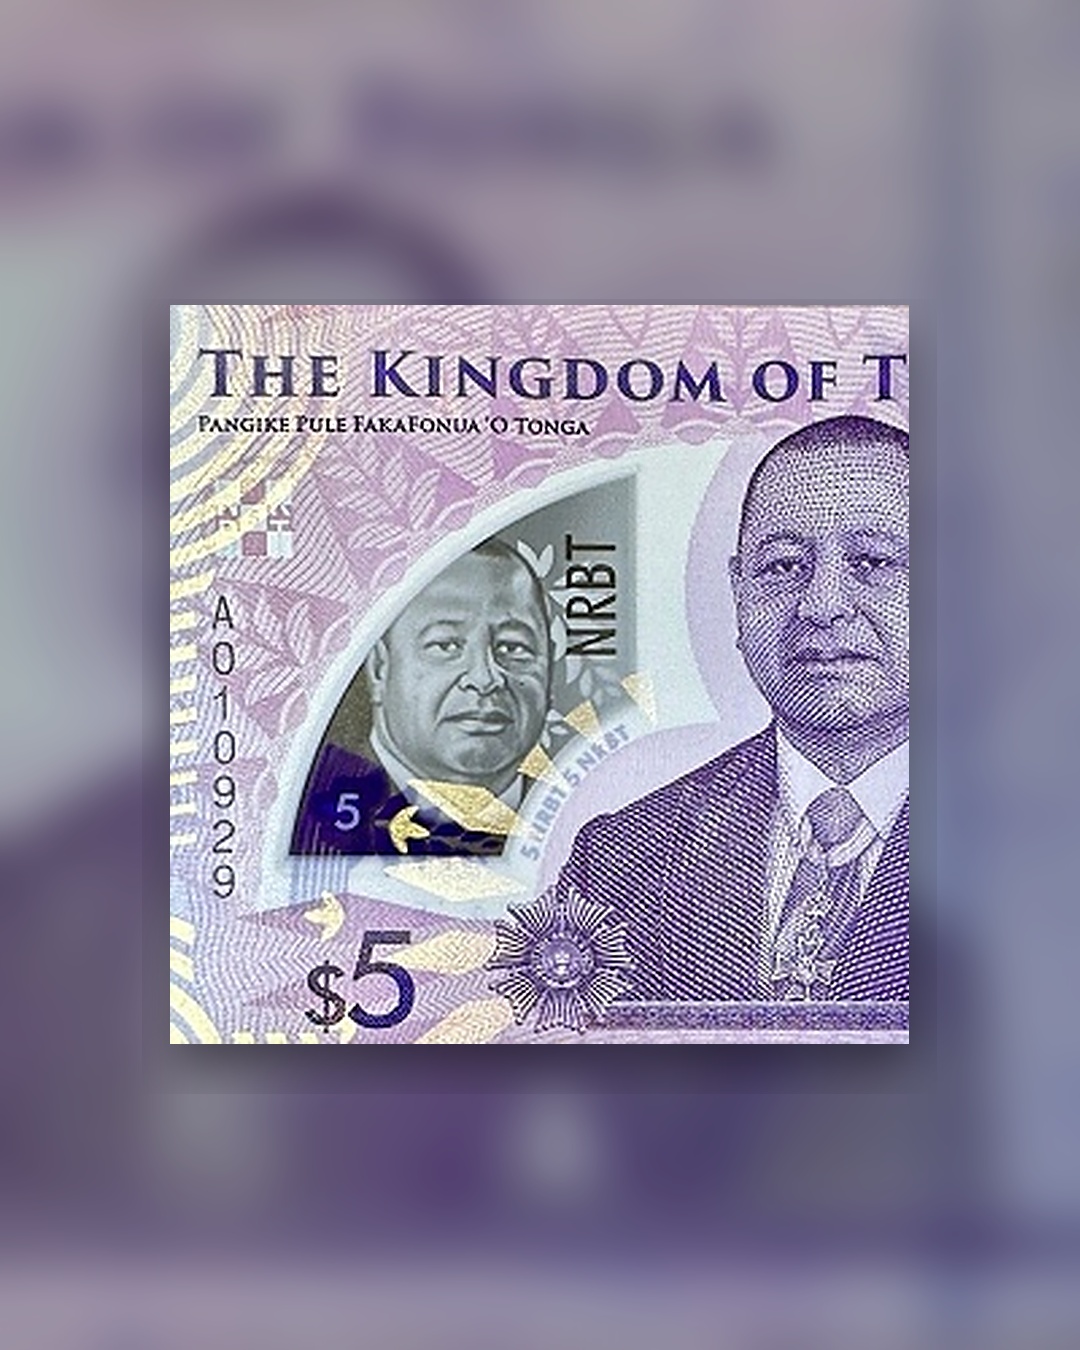 THE KINGDOM OF T
PANGIKE PULE FAKAFONUA 'O TONGA
NRBT
A010929
5
5 NRBT 5 NRBT
$5